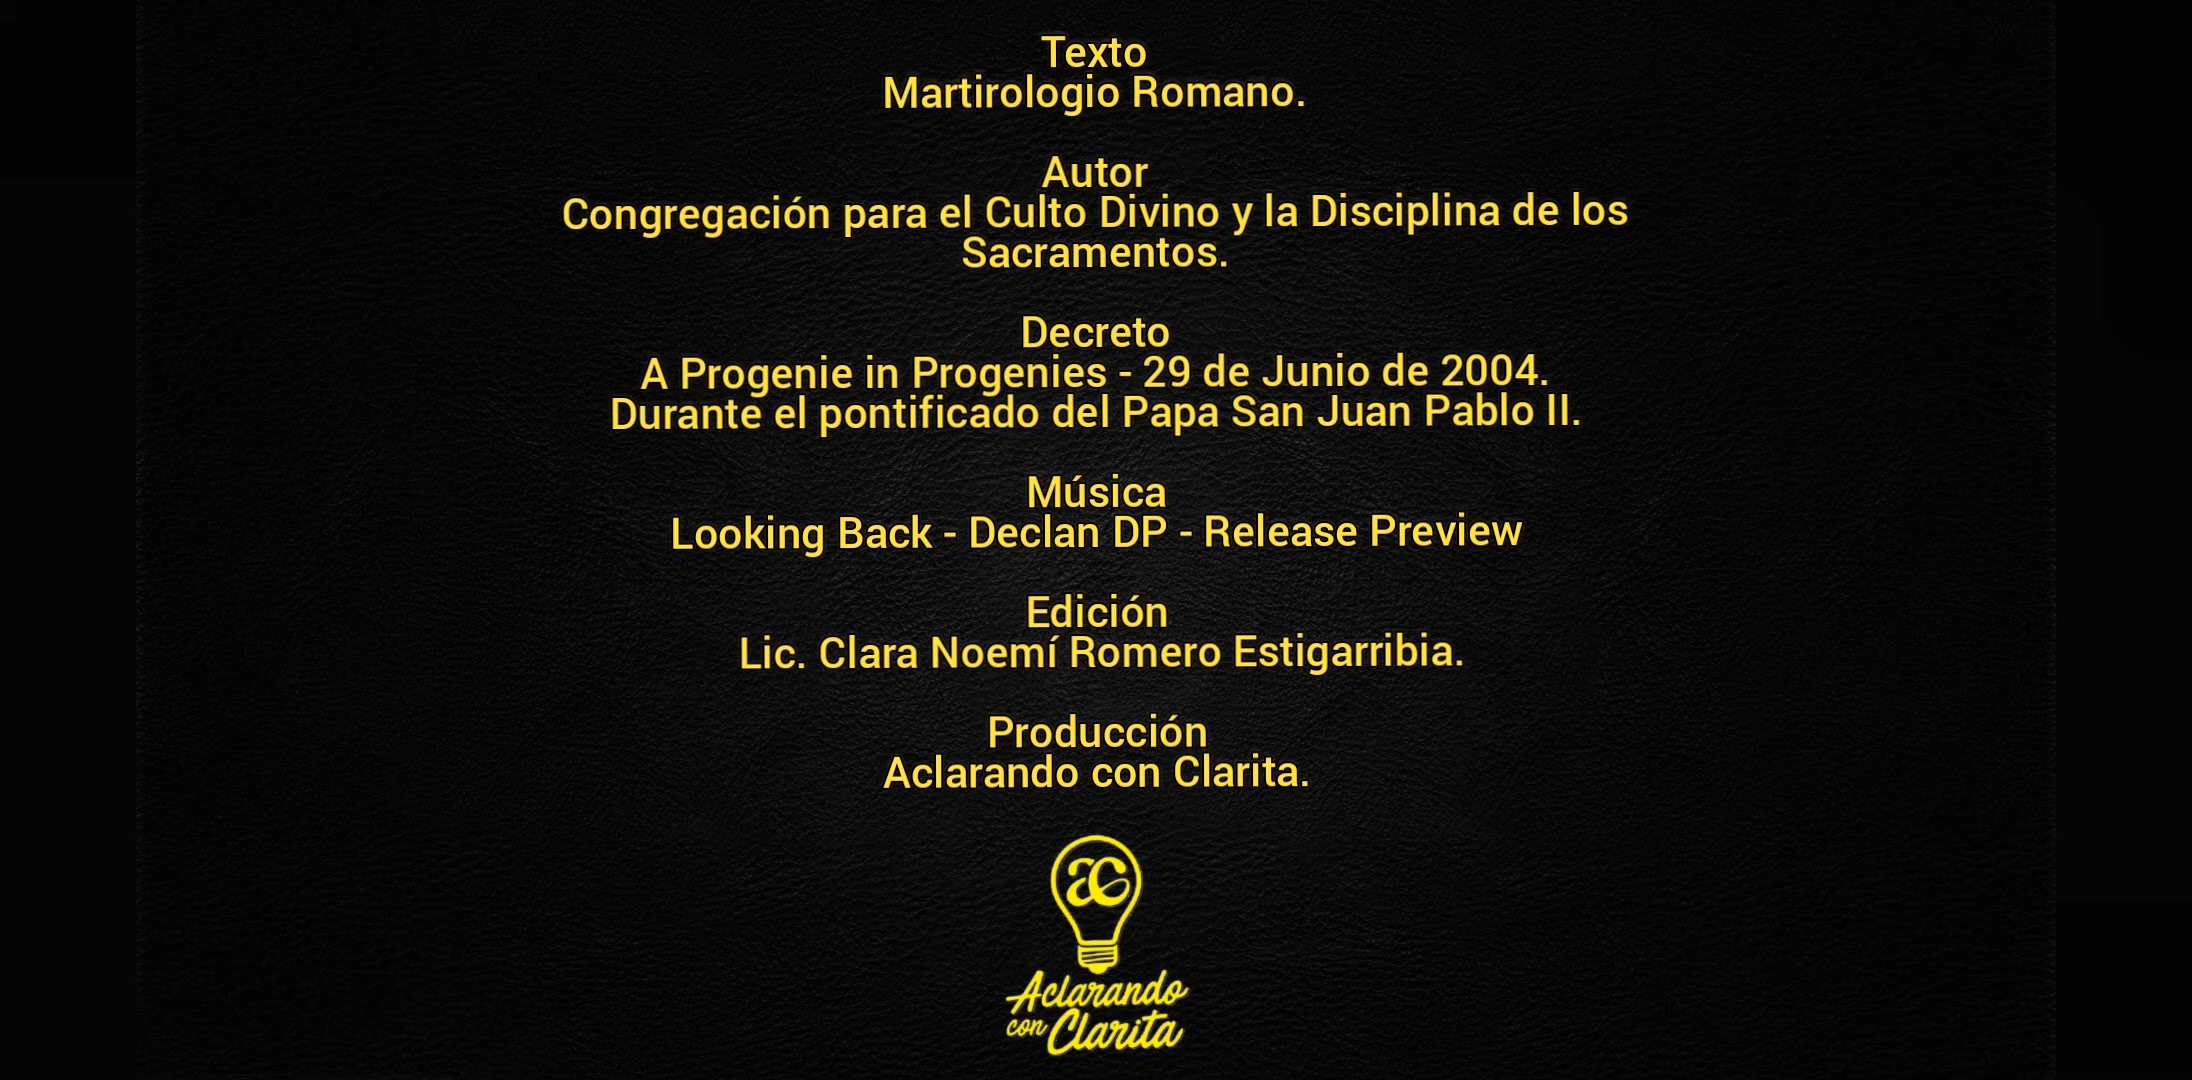 Texto
Martirologio Romano.
Autor
Congregación para el Culto Divino y la Disciplina de los
Sacramentos.
Decreto
A Progenie in Progenies - 29 de Junio de 2004.
Durante el pontificado del Papa San Juan Pablo II.
Música
Looking Back - Declan DP - Release Preview
Edición
Lic. Clara Noemí Romero Estigarribia.
Producción
Aclarando con Clarita.
ac
Aclarando
con Clarita